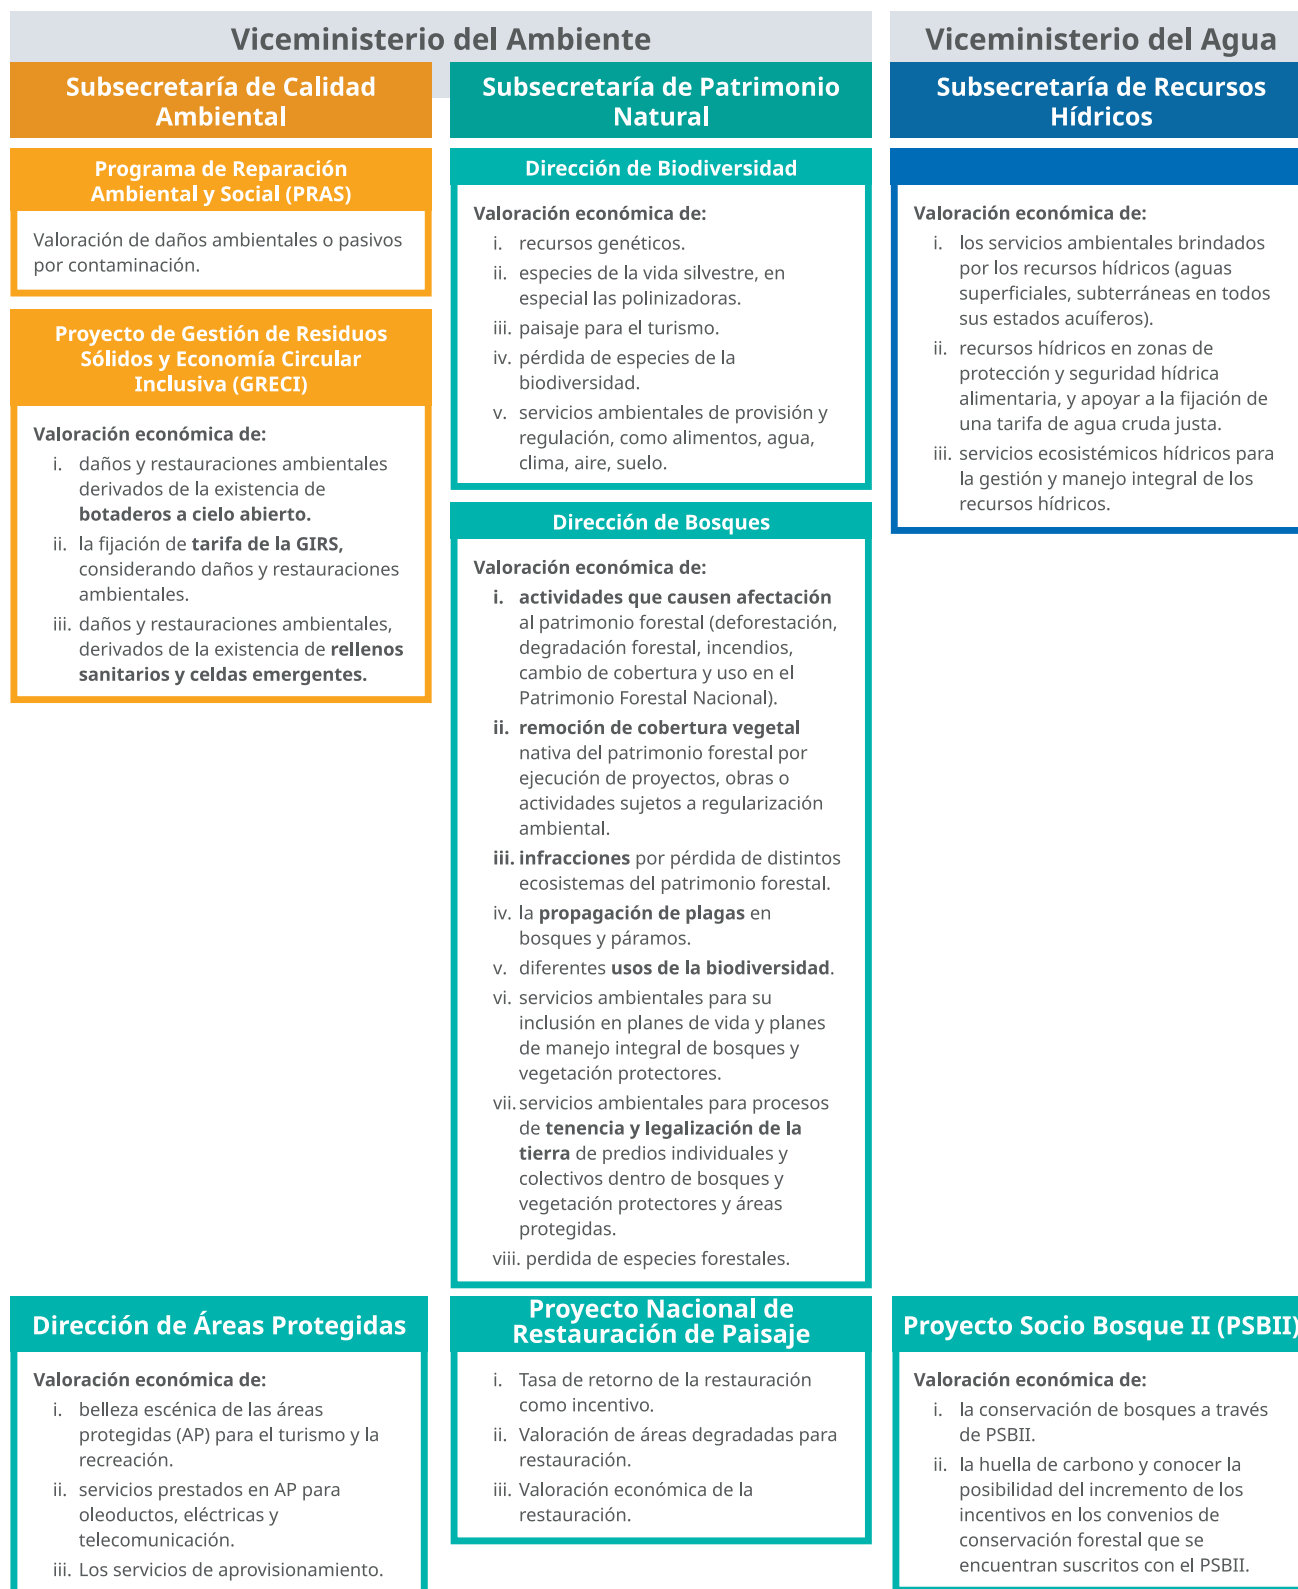 Viceministerio del Ambiente
Subsecretaría de Calidad
Ambiental
Programa de Reparación
Ambiental y Social (PRAS)
Valoración de daños ambientales o pasivos
por contaminación.
Proyecto de Gestión de Residuos
Sólidos y Economía Circular
Inclusiva (GRECI)
Valoración económica de:
i. daños y restauraciones ambientales
derivados de la existencia de
botaderos a cielo abierto.
ii. la fijación de tarifa de la GIRS,
considerando daños y restauraciones
ambientales.
iii. daños y restauraciones ambientales,
derivados de la existencia de rellenos
sanitarios y celdas emergentes.
Subsecretaría de Patrimonio
Natural
Dirección de Biodiversidad
Valoración económica de:
i. recursos genéticos.
ii. especies de la vida silvestre, en
especial las polinizadoras.
iii. paisaje para el turismo.
iv. pérdida de especies de la
biodiversidad.
v. servicios ambientales de provisión y
regulación, como alimentos, agua,
clima, aire, suelo.
Dirección de Bosques
Valoración económica de:
i. actividades que causen afectación
al patrimonio forestal (deforestación,
degradación forestal, incendios,
cambio de cobertura y uso en el
Patrimonio Forestal Nacional).
ii. remoción de cobertura vegetal
nativa del patrimonio forestal por
ejecución de proyectos, obras o
actividades sujetos a regularización
ambiental.
iii. infracciones por pérdida de distintos
ecosistemas del patrimonio forestal.
iv. la propagación de plagas en
bosques y páramos.
v. diferentes usos de la biodiversidad.
vi. servicios ambientales para su
inclusión en planes de vida y planes
de manejo integral de bosques y
vegetación protectores.
vii. servicios ambientales para procesos
de tenencia y legalización de la
tierra de predios individuales y
colectivos dentro de bosques y
vegetación protectores y áreas
protegidas.
viii. perdida de especies forestales.
Viceministerio del Agua
Subsecretaría de Recursos
Hídricos
Valoración económica de:
i. los servicios ambientales brindados
por los recursos hídricos (aguas
superficiales, subterráneas en todos
sus estados acuíferos).
ii. recursos hídricos en zonas de
protección y seguridad hídrica
alimentaria, y apoyar a la fijación de
una tarifa de agua cruda justa.
iii. servicios ecosistémicos hídricos para
la gestión y manejo integral de los
recursos hídricos.
Dirección de Áreas Protegidas
Valoración económica de:
i. belleza escénica de las áreas
protegidas (AP) para el turismo y la
recreación.
ii. servicios prestados en AP para
oleoductos, eléctricas y
telecomunicación.
iii. Los servicios de aprovisionamiento.
Proyecto Nacional de
Restauración de Paisaje
i. Tasa de retorno de la restauración
como incentivo.
ii. Valoración de áreas degradadas para
restauración.
iii. Valoración económica de la
restauración.
Proyecto Socio Bosque II (PSBII)
Valoración económica de:
i. la conservación de bosques a través
de PSBII.
ii. la huella de carbono y conocer la
posibilidad del incremento de los
incentivos en los convenios de
conservación forestal que se
encuentran suscritos con el PSBII.